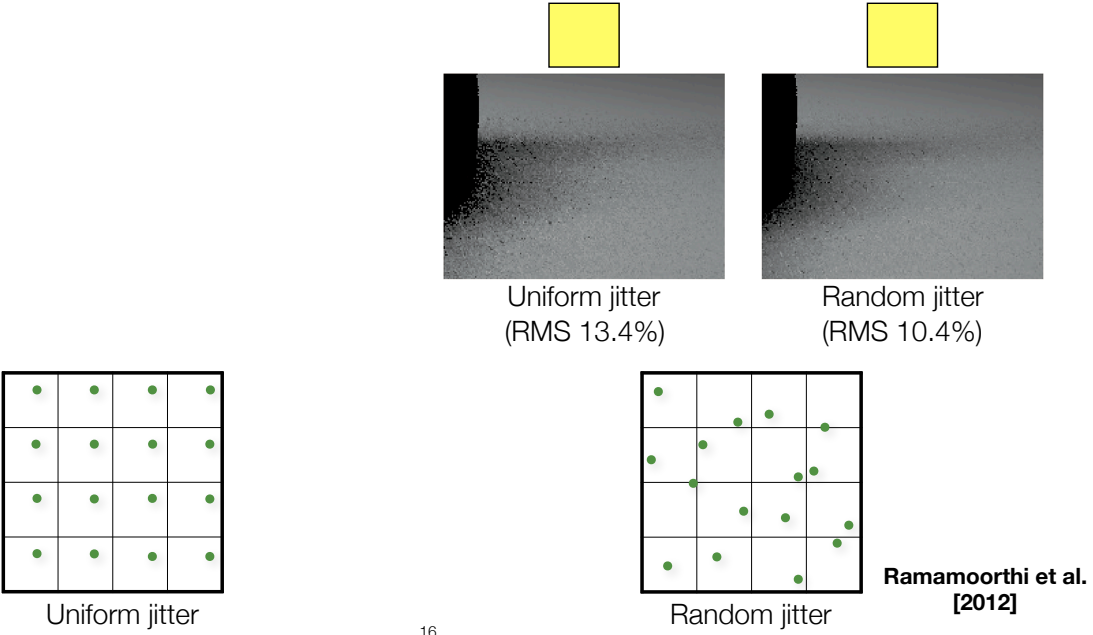 Uniform jitter
(RMS 13.4%)
Random jitter
(RMS 10.4%)
Uniform jitter
Random jitter
Ramamoorthi et al.
[2012]
16